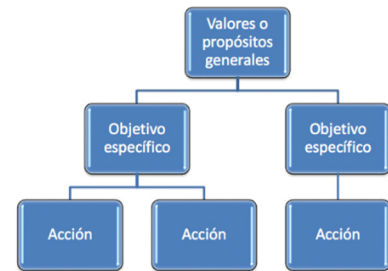 Valores o
propósitos
generales
Objetivo
específico
Objetivo
específico
Acción
Acción
Acción